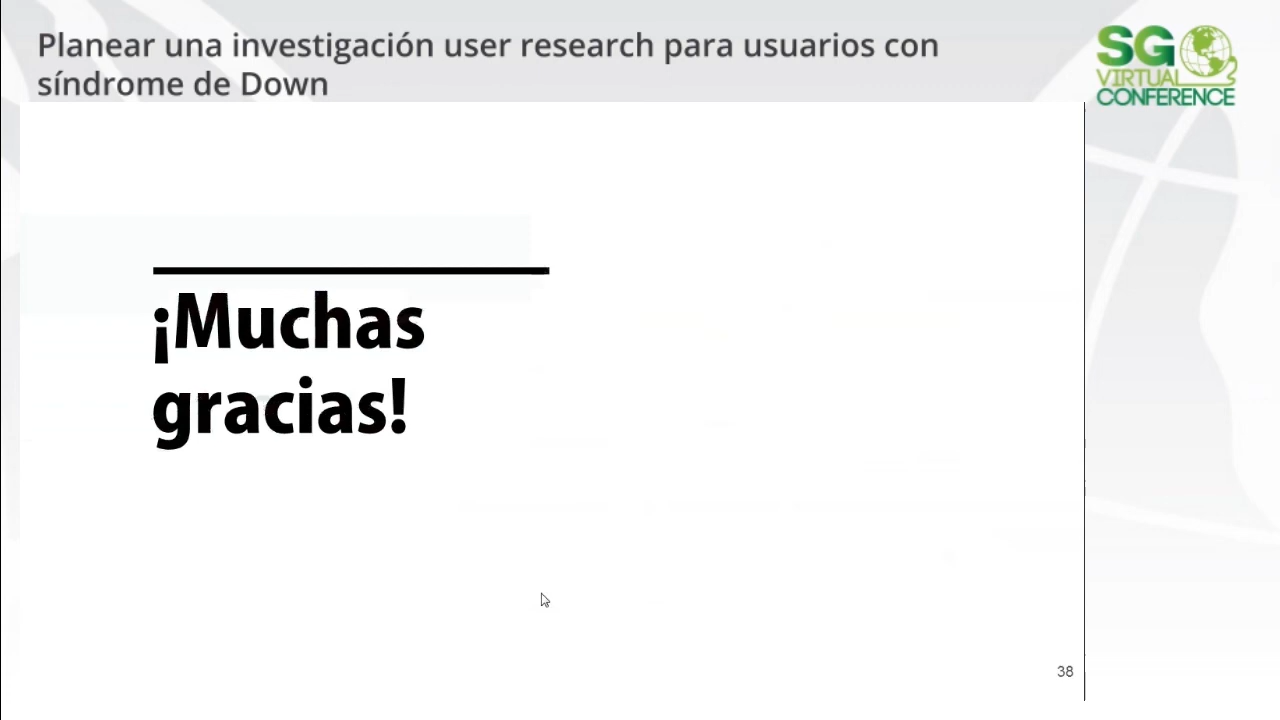 Planear una investigación user research para usuarios con
síndrome de Down
SG
VIRTUAL
CONFERENCE
¡Muchas
gracias!
38